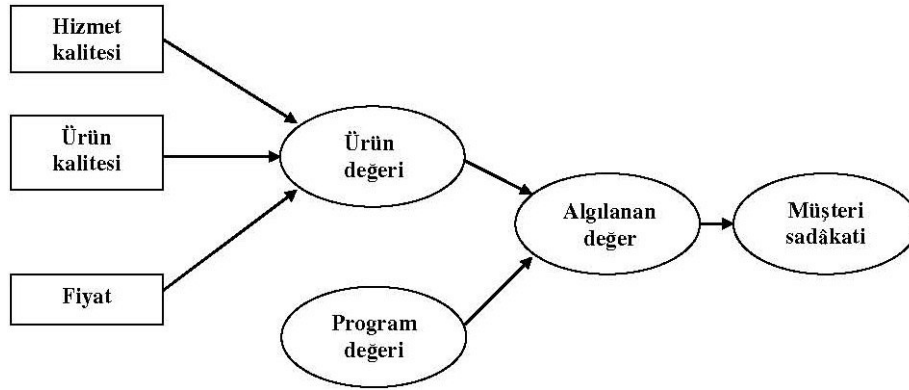 Hizmet
kalitesi
Ürün
kalitesi
Fiyat
Ürün
değeri
Program
değeri
Algılanan
değer
Müşteri
sadâkati